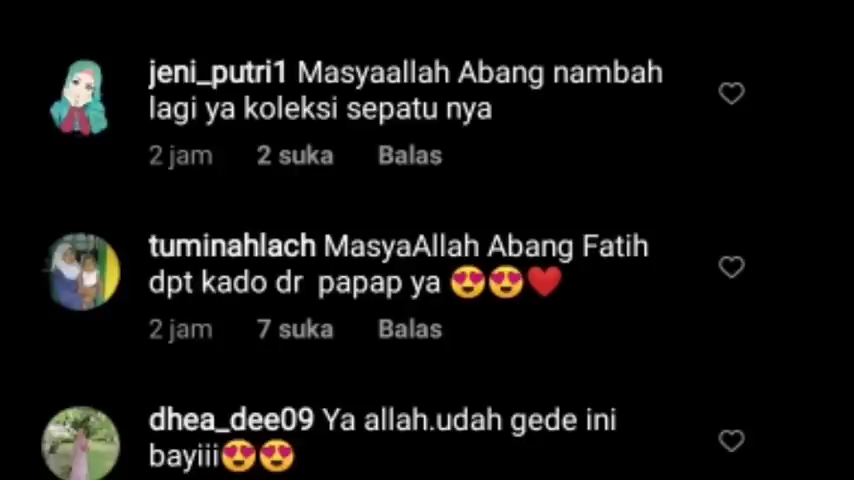 jeni_putri1 Masyaallah Abang nambah
lagi ya koleksi sepatu nya
2 jam 2 suka Balas
tuminahlach MasyaAllah Abang Fatih
dpt kado dr papap ya 😍😍❤️
2 jam 7 suka Balas
dhea_dee09 Ya allah.udah gede ini
bayiii😍😍